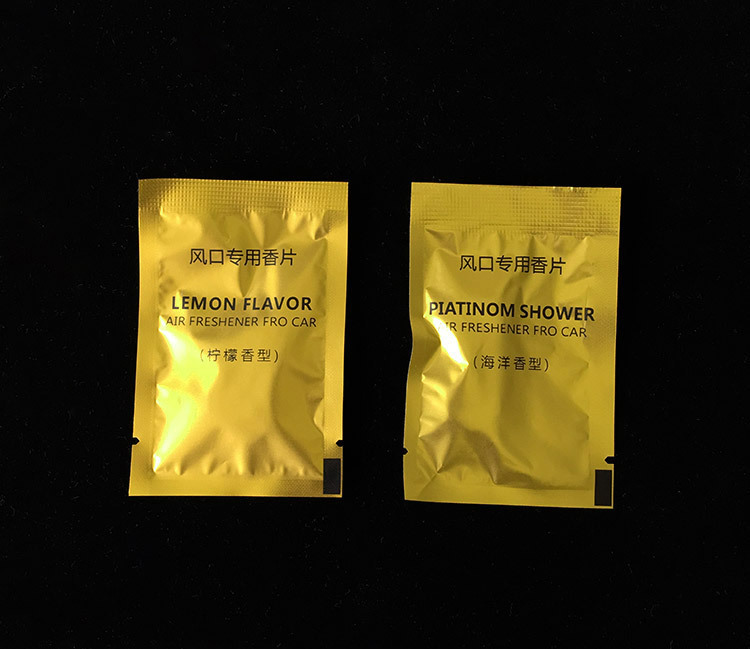 风口专用香片
LEMON FLAVOR
AIR FRESHENER FRO CAR
(柠檬香型)
风口专用香片
PIATINOM SHOWER
AIR FRESHENER FRO CAR
(海洋香型)